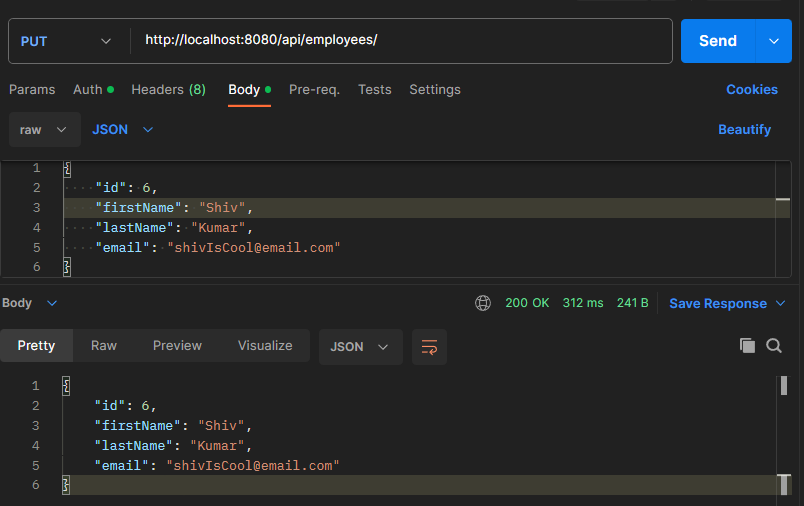 PUT http://localhost:8080/api/employees/ Send
Params Auth Headers (8) Body Pre-req. Tests Settings Cookies
raw JSON Beautify
1 {
2 "id": 6,
3 "firstName": "Shiv",
4 "lastName": "Kumar",
5 "email": "shivIsCool@email.com"
6 }
Body 200 OK 312 ms 241 B Save Response
Pretty Raw Preview Visualize JSON
1 {
2 "id": 6,
3 "firstName": "Shiv",
4 "lastName": "Kumar",
5 "email": "shivIsCool@email.com"
6 }